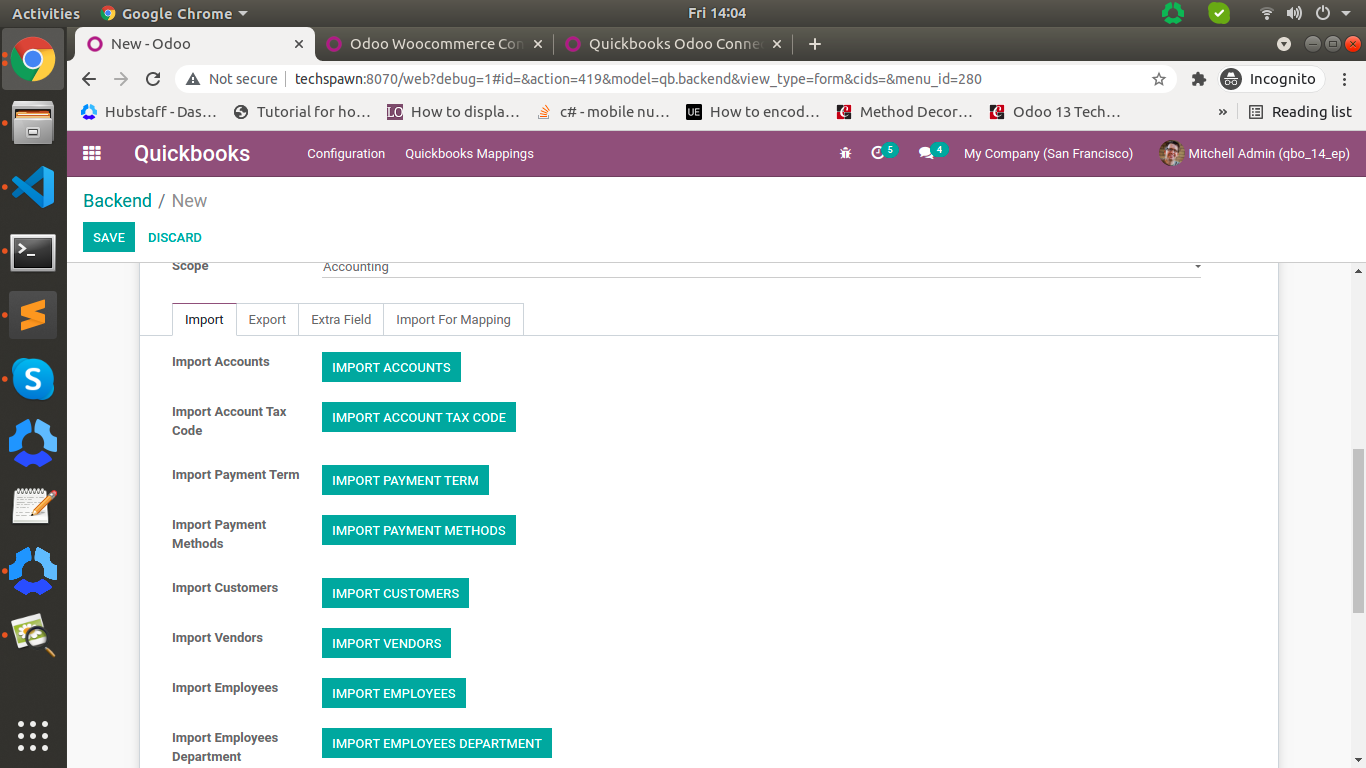 Activities
Google Chrome
Fri 14:04
New - Odoo
Odoo Woocommerce Con
Quickbooks Odoo Conne
Not secure
techspawn:8070/web?debug=1#id=&action=419&model=qb.backend&view_type=form&cids=&menu_id=280
Incognito
Hubstaff - Das…
Tutorial for ho…
LO
How to displa…
c# - mobile nu…
UE
How to encod…
Method Decor…
Odoo 13 Tech…
»
Reading list
Quickbooks
Configuration
Quickbooks Mappings
5
4
My Company (San Francisco)
Mitchell Admin (qbo_14_ep)
Backend / New
SAVE
DISCARD
Scope
Accounting
Import
Export
Extra Field
Import For Mapping
Import Accounts
IMPORT ACCOUNTS
Import Account Tax
Code
IMPORT ACCOUNT TAX CODE
Import Payment Term
IMPORT PAYMENT TERM
Import Payment
Methods
IMPORT PAYMENT METHODS
Import Customers
IMPORT CUSTOMERS
Import Vendors
IMPORT VENDORS
Import Employees
IMPORT EMPLOYEES
Import Employees
Department
IMPORT EMPLOYEES DEPARTMENT